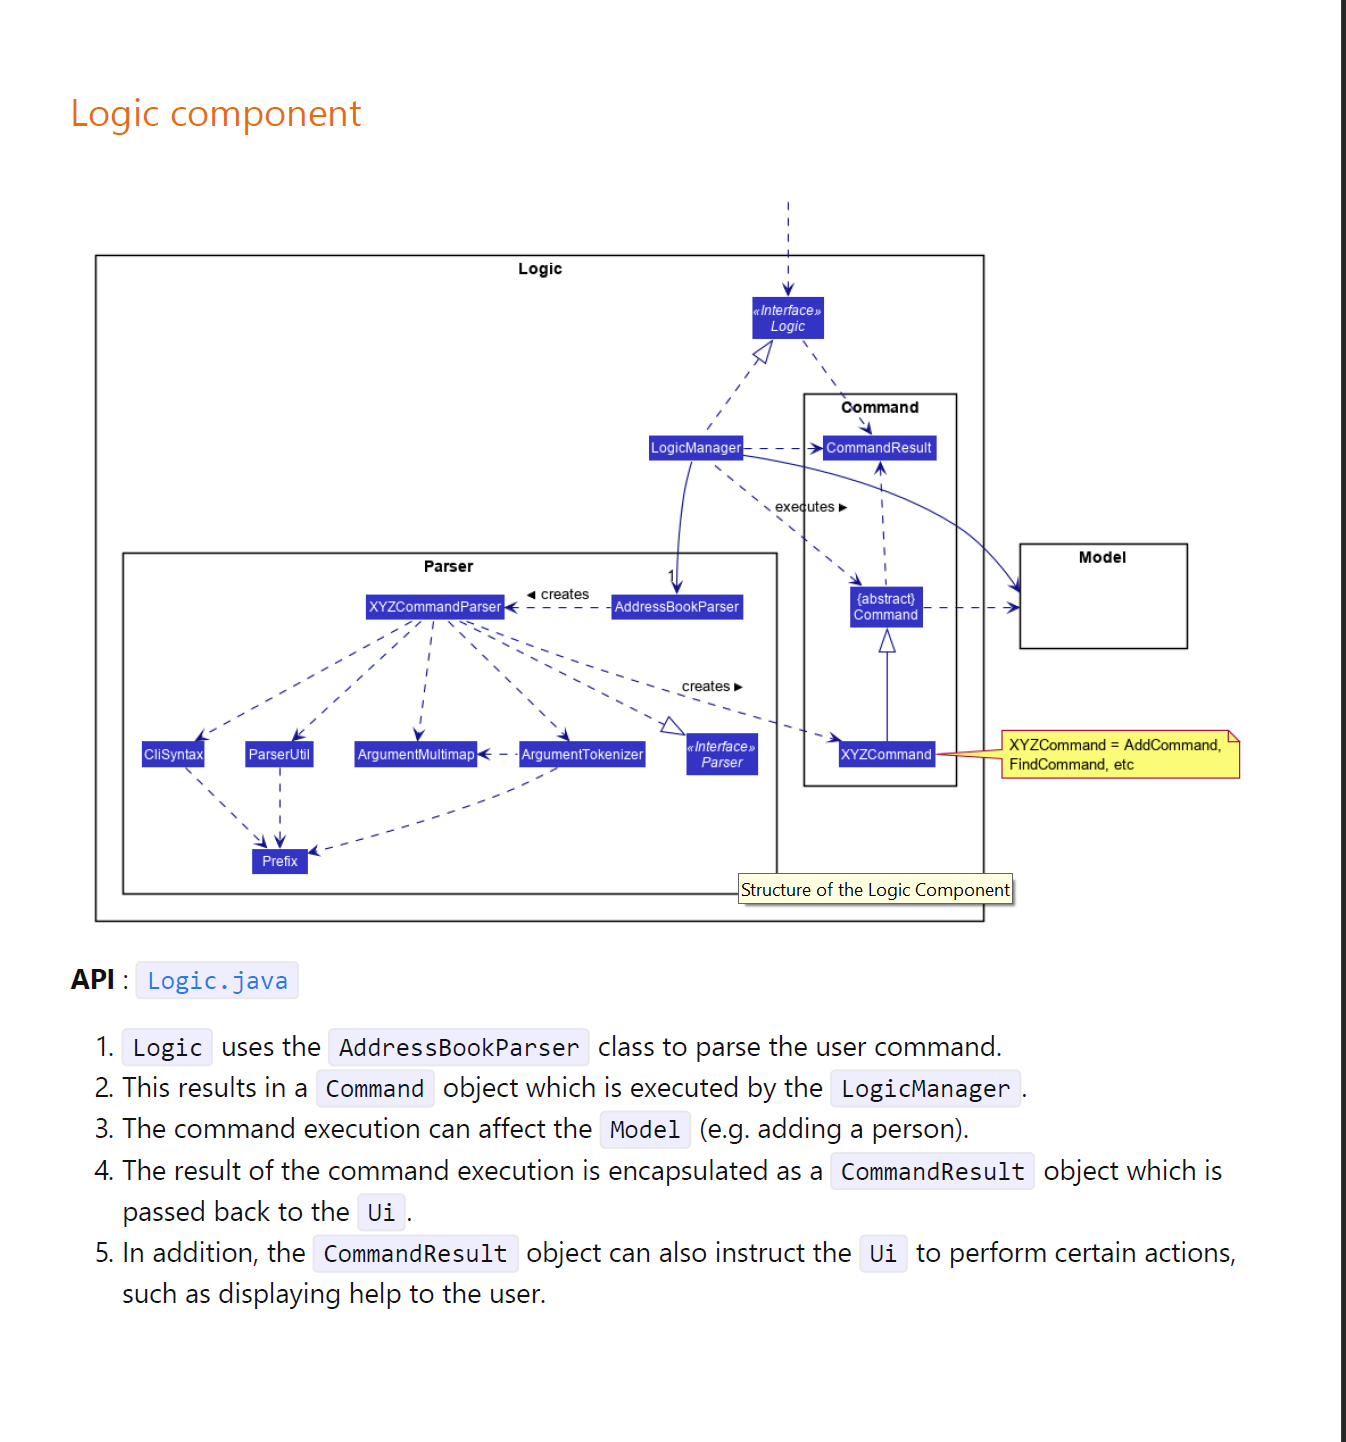 Logic component
Logic
«Interface»
Logic
Command
LogicManager
CommandResult
executes ►
Model
Parser
1
XYZCommandParser
◄ creates
AddressBookParser
{abstract}
Command
creates ►
CliSyntax
ParserUtil
ArgumentMultimap
ArgumentTokenizer
«Interface»
Parser
XYZCommand
XYZCommand = AddCommand,
FindCommand, etc
Prefix
Structure of the Logic Component
API : Logic.java
1. Logic uses the AddressBookParser class to parse the user command.
2. This results in a Command object which is executed by the LogicManager.
3. The command execution can affect the Model (e.g. adding a person).
4. The result of the command execution is encapsulated as a CommandResult object which is
passed back to the Ui.
5. In addition, the CommandResult object can also instruct the Ui to perform certain actions,
such as displaying help to the user.